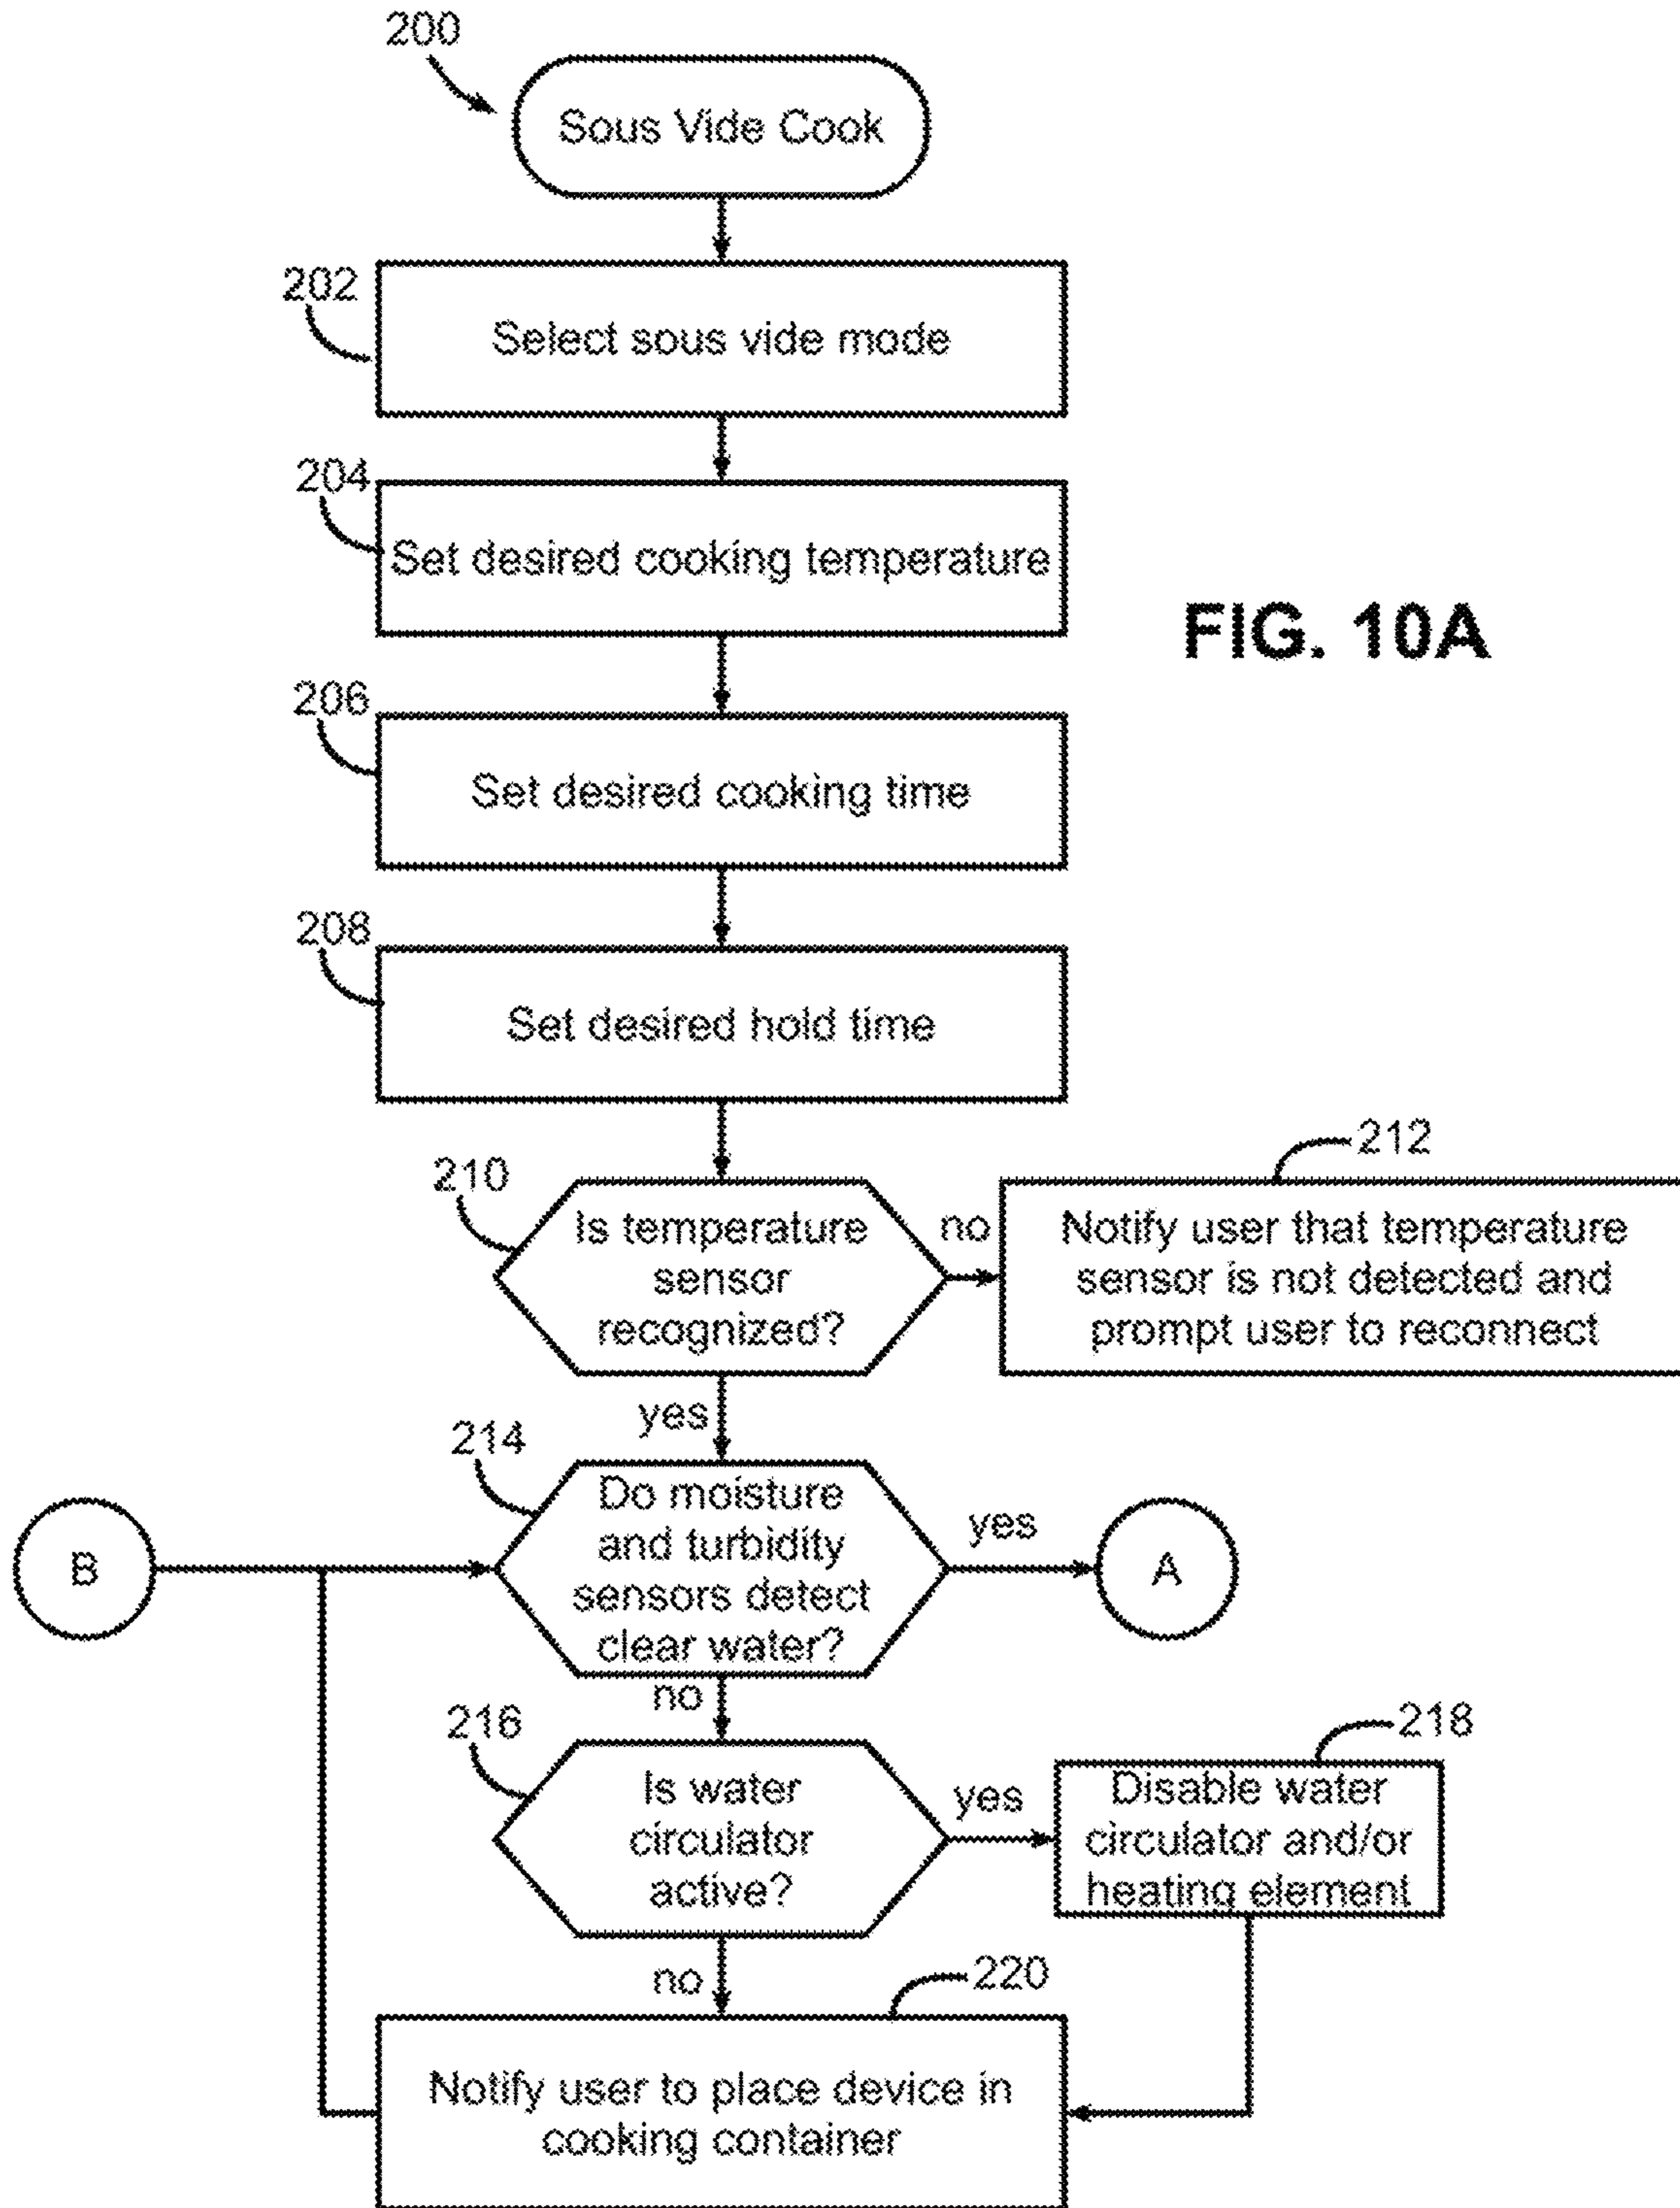 200
Sous Vide Cook
202
Select sous vide mode
204
Set desired cooking temperature
FIG. 10A
206
Set desired cooking time
208
Set desired hold time
210
Is temperature
sensor
recognized?
no
212
Notify user that temperature
sensor is not detected and
prompt user to reconnect
yes
214
Do moisture
and turbidity
sensors detect
clear water?
yes
A
B
no
216
Is water
circulator
active?
yes
218
Disable water
circulator and/or
heating element
no
220
Notify user to place device in
cooking container